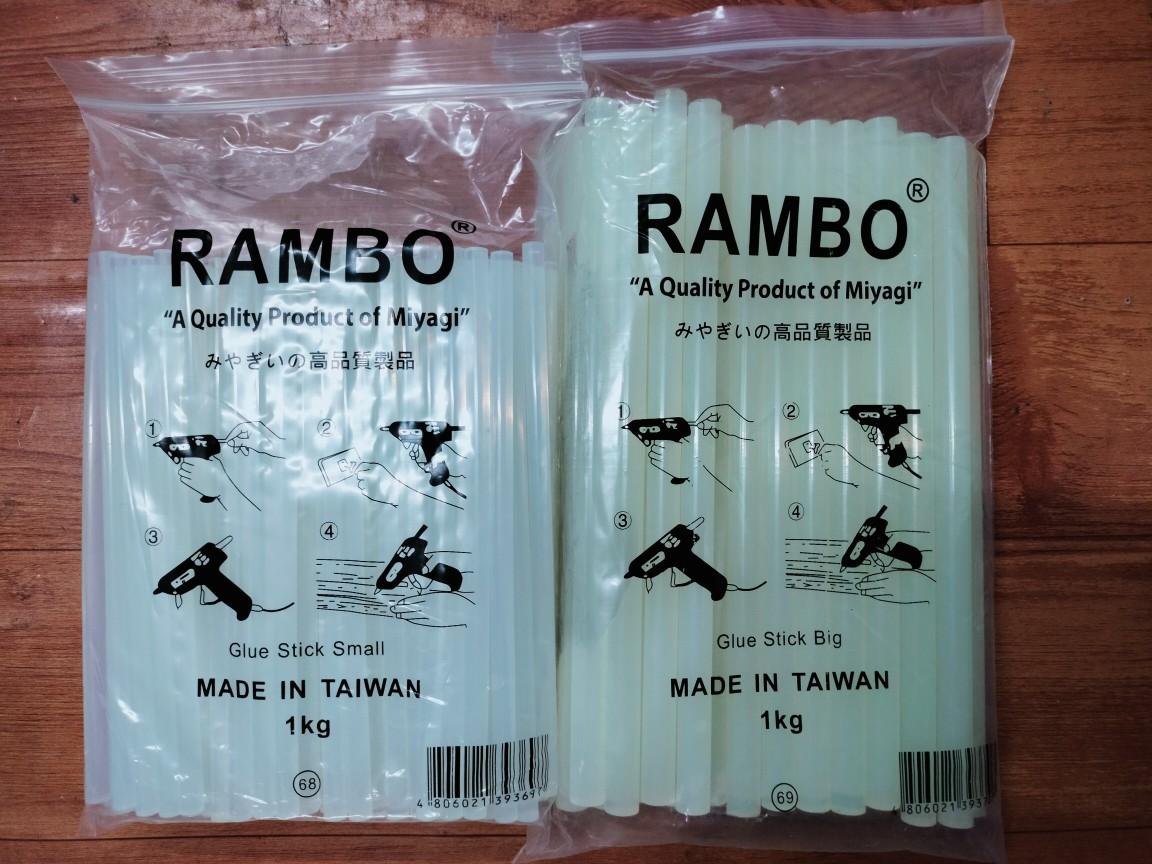 RAMBO®
"A Quality Product of Miyagi"
みやぎいの高品質製品
①
②
③
④
Glue Stick Small
MADE IN TAIWAN
1kg
68
RAMBO®
"A Quality Product of Miyagi"
みやぎいの高品質製品
①
②
③
④
Glue Stick Big
MADE IN TAIWAN
1kg
69